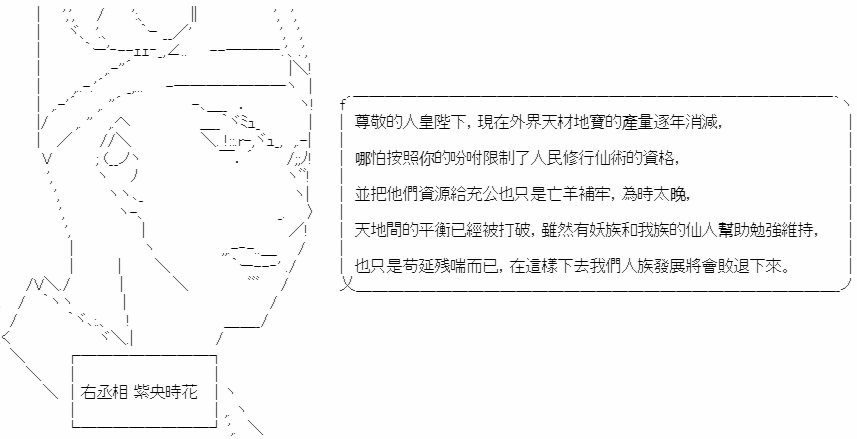 尊敬的人皇陛下，現在外界天材地寶的產量逐年消減，
哪怕按照你的吩咐限制了人民修行仙術的資格，
並把他們資源給充公也只是亡羊補牢，為時太晚，
天地間的平衡已經被打破，雖然有妖族和我族的仙人幫助勉強維持，
也只是苟延残喘而已，在這樣下去我們人族發展將會敗退下來。
右丞相 紫央時花